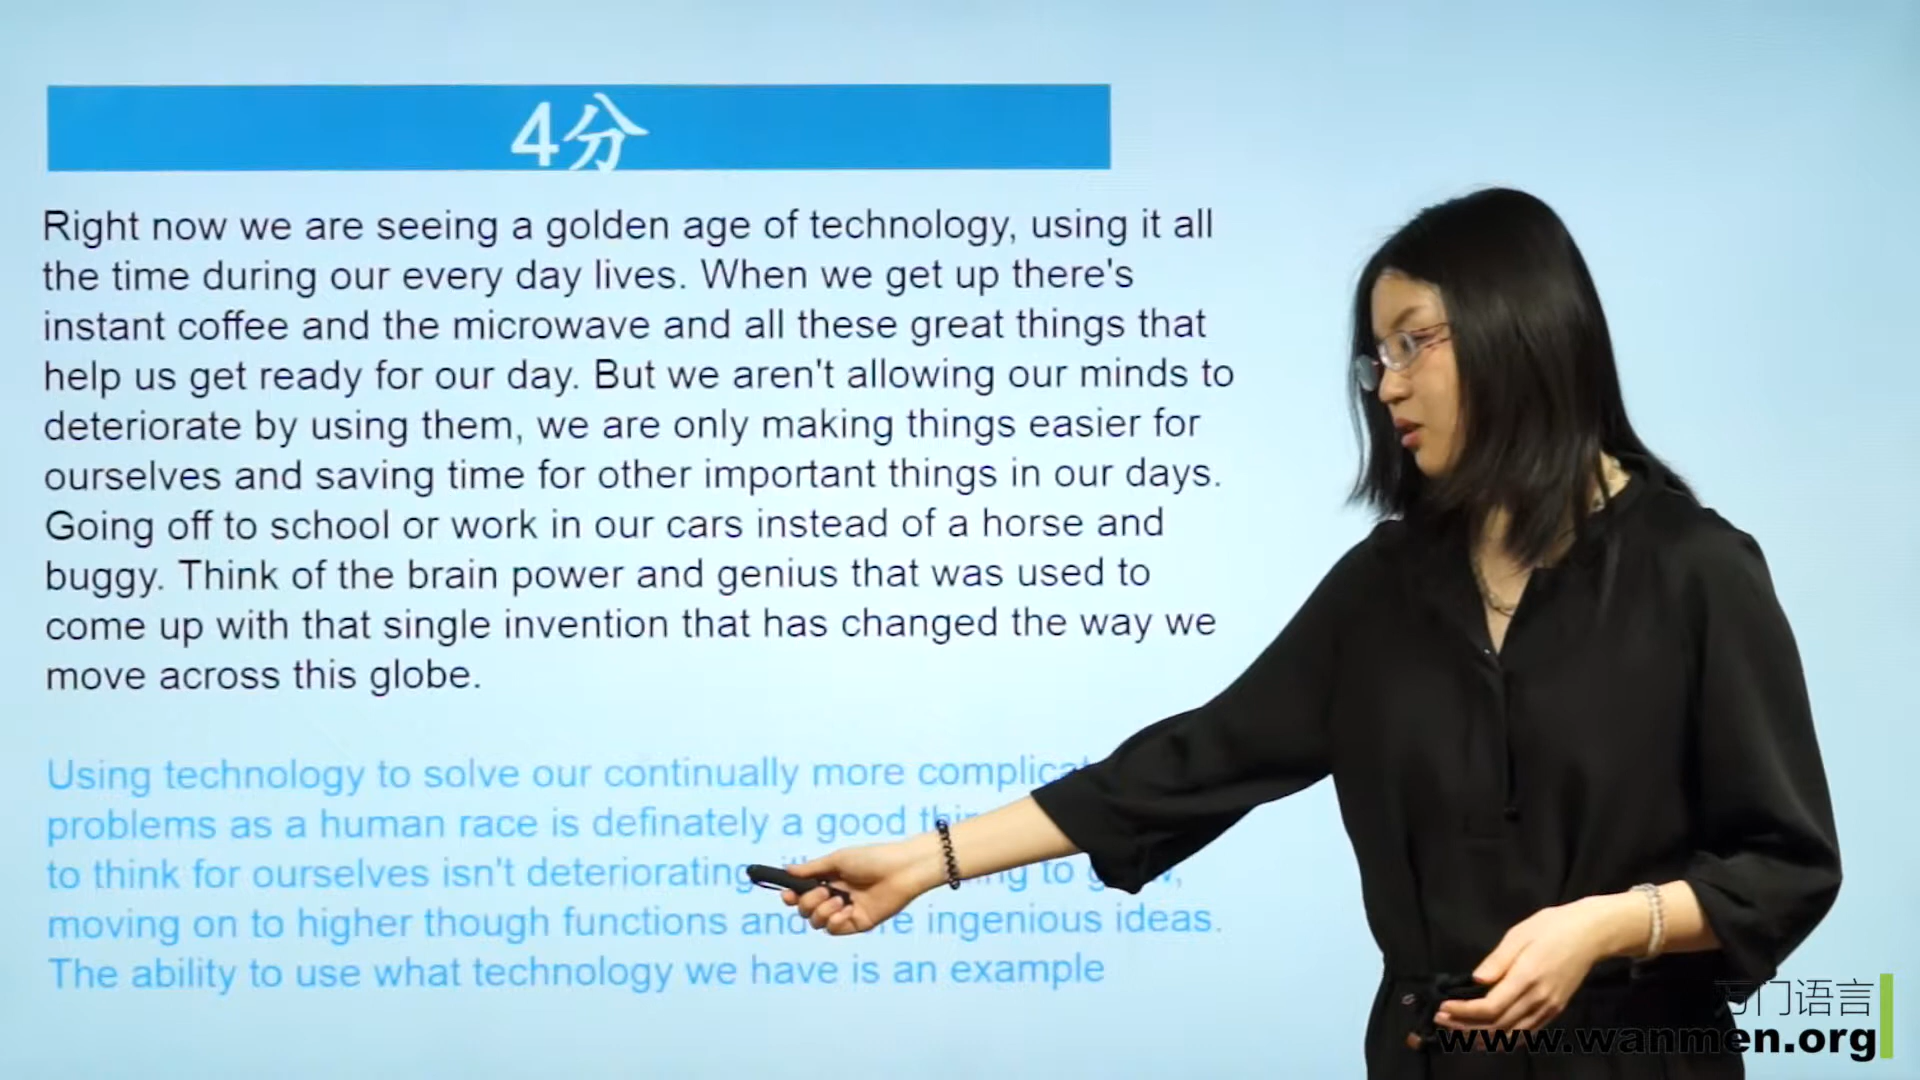 4分
Right now we are seeing a golden age of technology, using it all
the time during our every day lives. When we get up there's
instant coffee and the microwave and all these great things that
help us get ready for our day. But we aren't allowing our minds to
deteriorate by using them, we are only making things easier for
ourselves and saving time for other important things in our days.
Going off to school or work in our cars instead of a horse and
buggy. Think of the brain power and genius that was used to
come up with that single invention that has changed the way we
move across this globe.
Using technology to solve our continually more
problems as a human race is definately a good
to think for ourselves isn't deteriorating to
moving on to higher though functions and ingenious ideas.
The ability to use what technology we have is an example
万门语言
www.wanmen.org